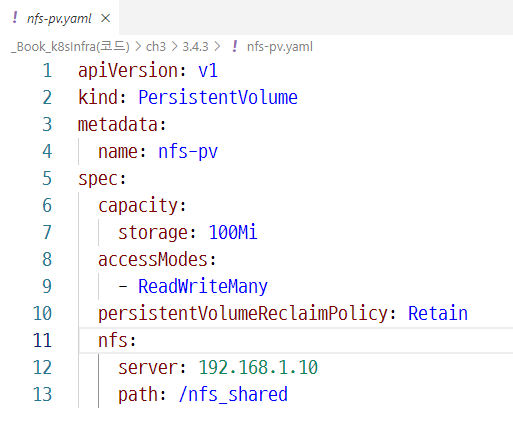 ! nfs-pv.yaml ×
_Book_k8sInfra(코드) > ch3 > 3.4.3 > ! nfs-pv.yaml
1 apiVersion: v1
2 kind: PersistentVolume
3 metadata:
4   name: nfs-pv
5 spec:
6   capacity:
7     storage: 100Mi
8   accessModes:
9     - ReadWriteMany
10   persistentVolumeReclaimPolicy: Retain
11   nfs:
12     server: 192.168.1.10
13     path: /nfs_shared